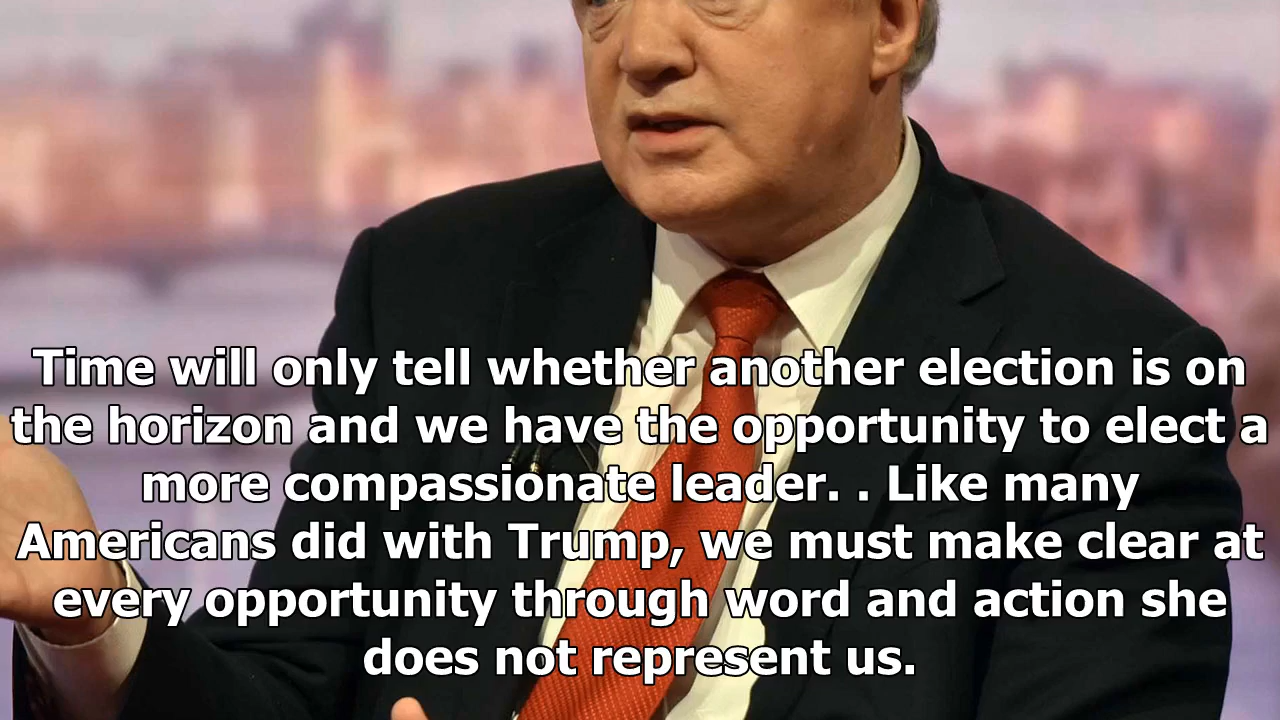 Time will only tell whether another election is on
the horizon and we have the opportunity to elect a
more compassionate leader. . Like many
Americans did with Trump, we must make clear at
every opportunity through word and action she
does not represent us.